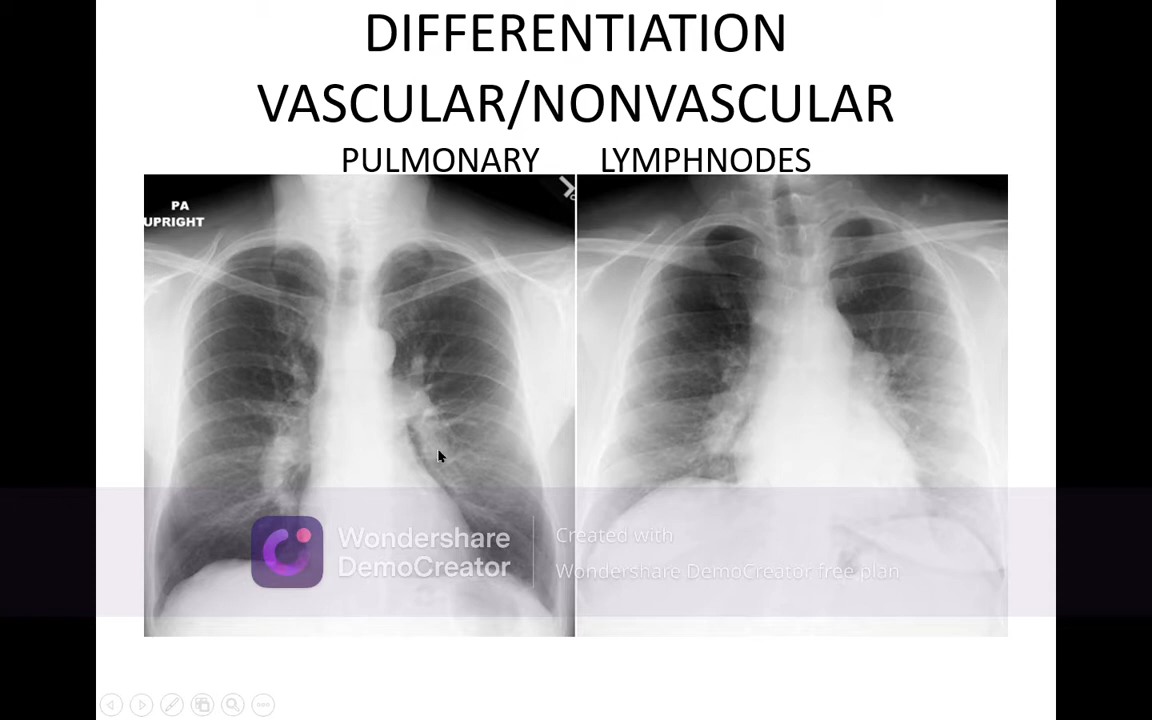 DIFFERENTIATION
VASCULAR/NONVASCULAR
PULMONARY LYMPHNODES
PA
UPRIGHT
Wondershare
DemoCreator
Created with
Wondershare DemoCreator free plan